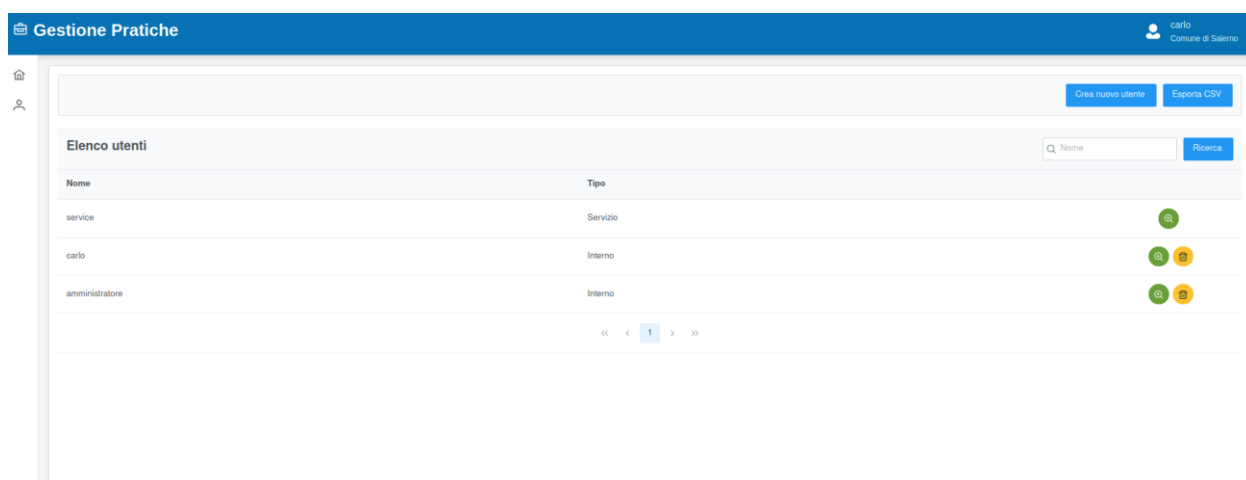 Gestione Pratiche
carlo
Comune di Salerno
Crea nuovo utente Esporta CSV
Elenco utenti Nome Ricerca
Nome Tipo
service Servizio
carlo Interno
amministratore Interno
« ‹ 1 › »